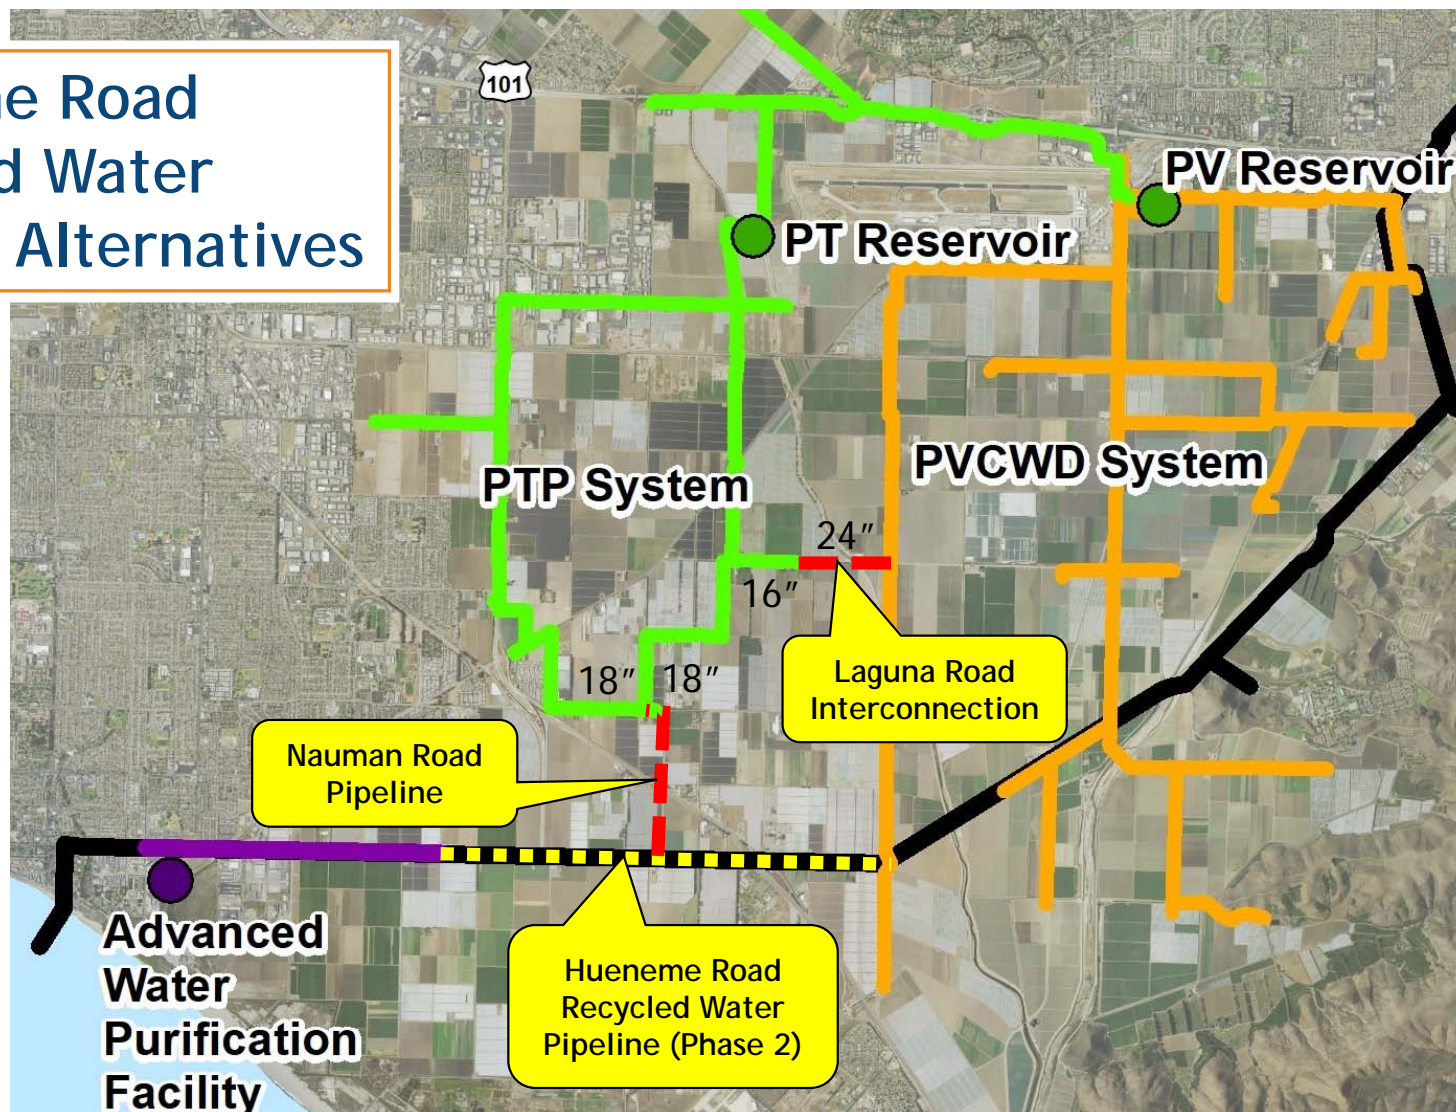 ne Road
d Water
Alternatives
101
PV Reservoir
PT Reservoir
PTP System
PVCWD System
24”
16”
18” 18”
Laguna Road
Interconnection
Nauman Road
Pipeline
Hueneme Road
Recycled Water
Pipeline (Phase 2)
Advanced
Water
Purification
Facility